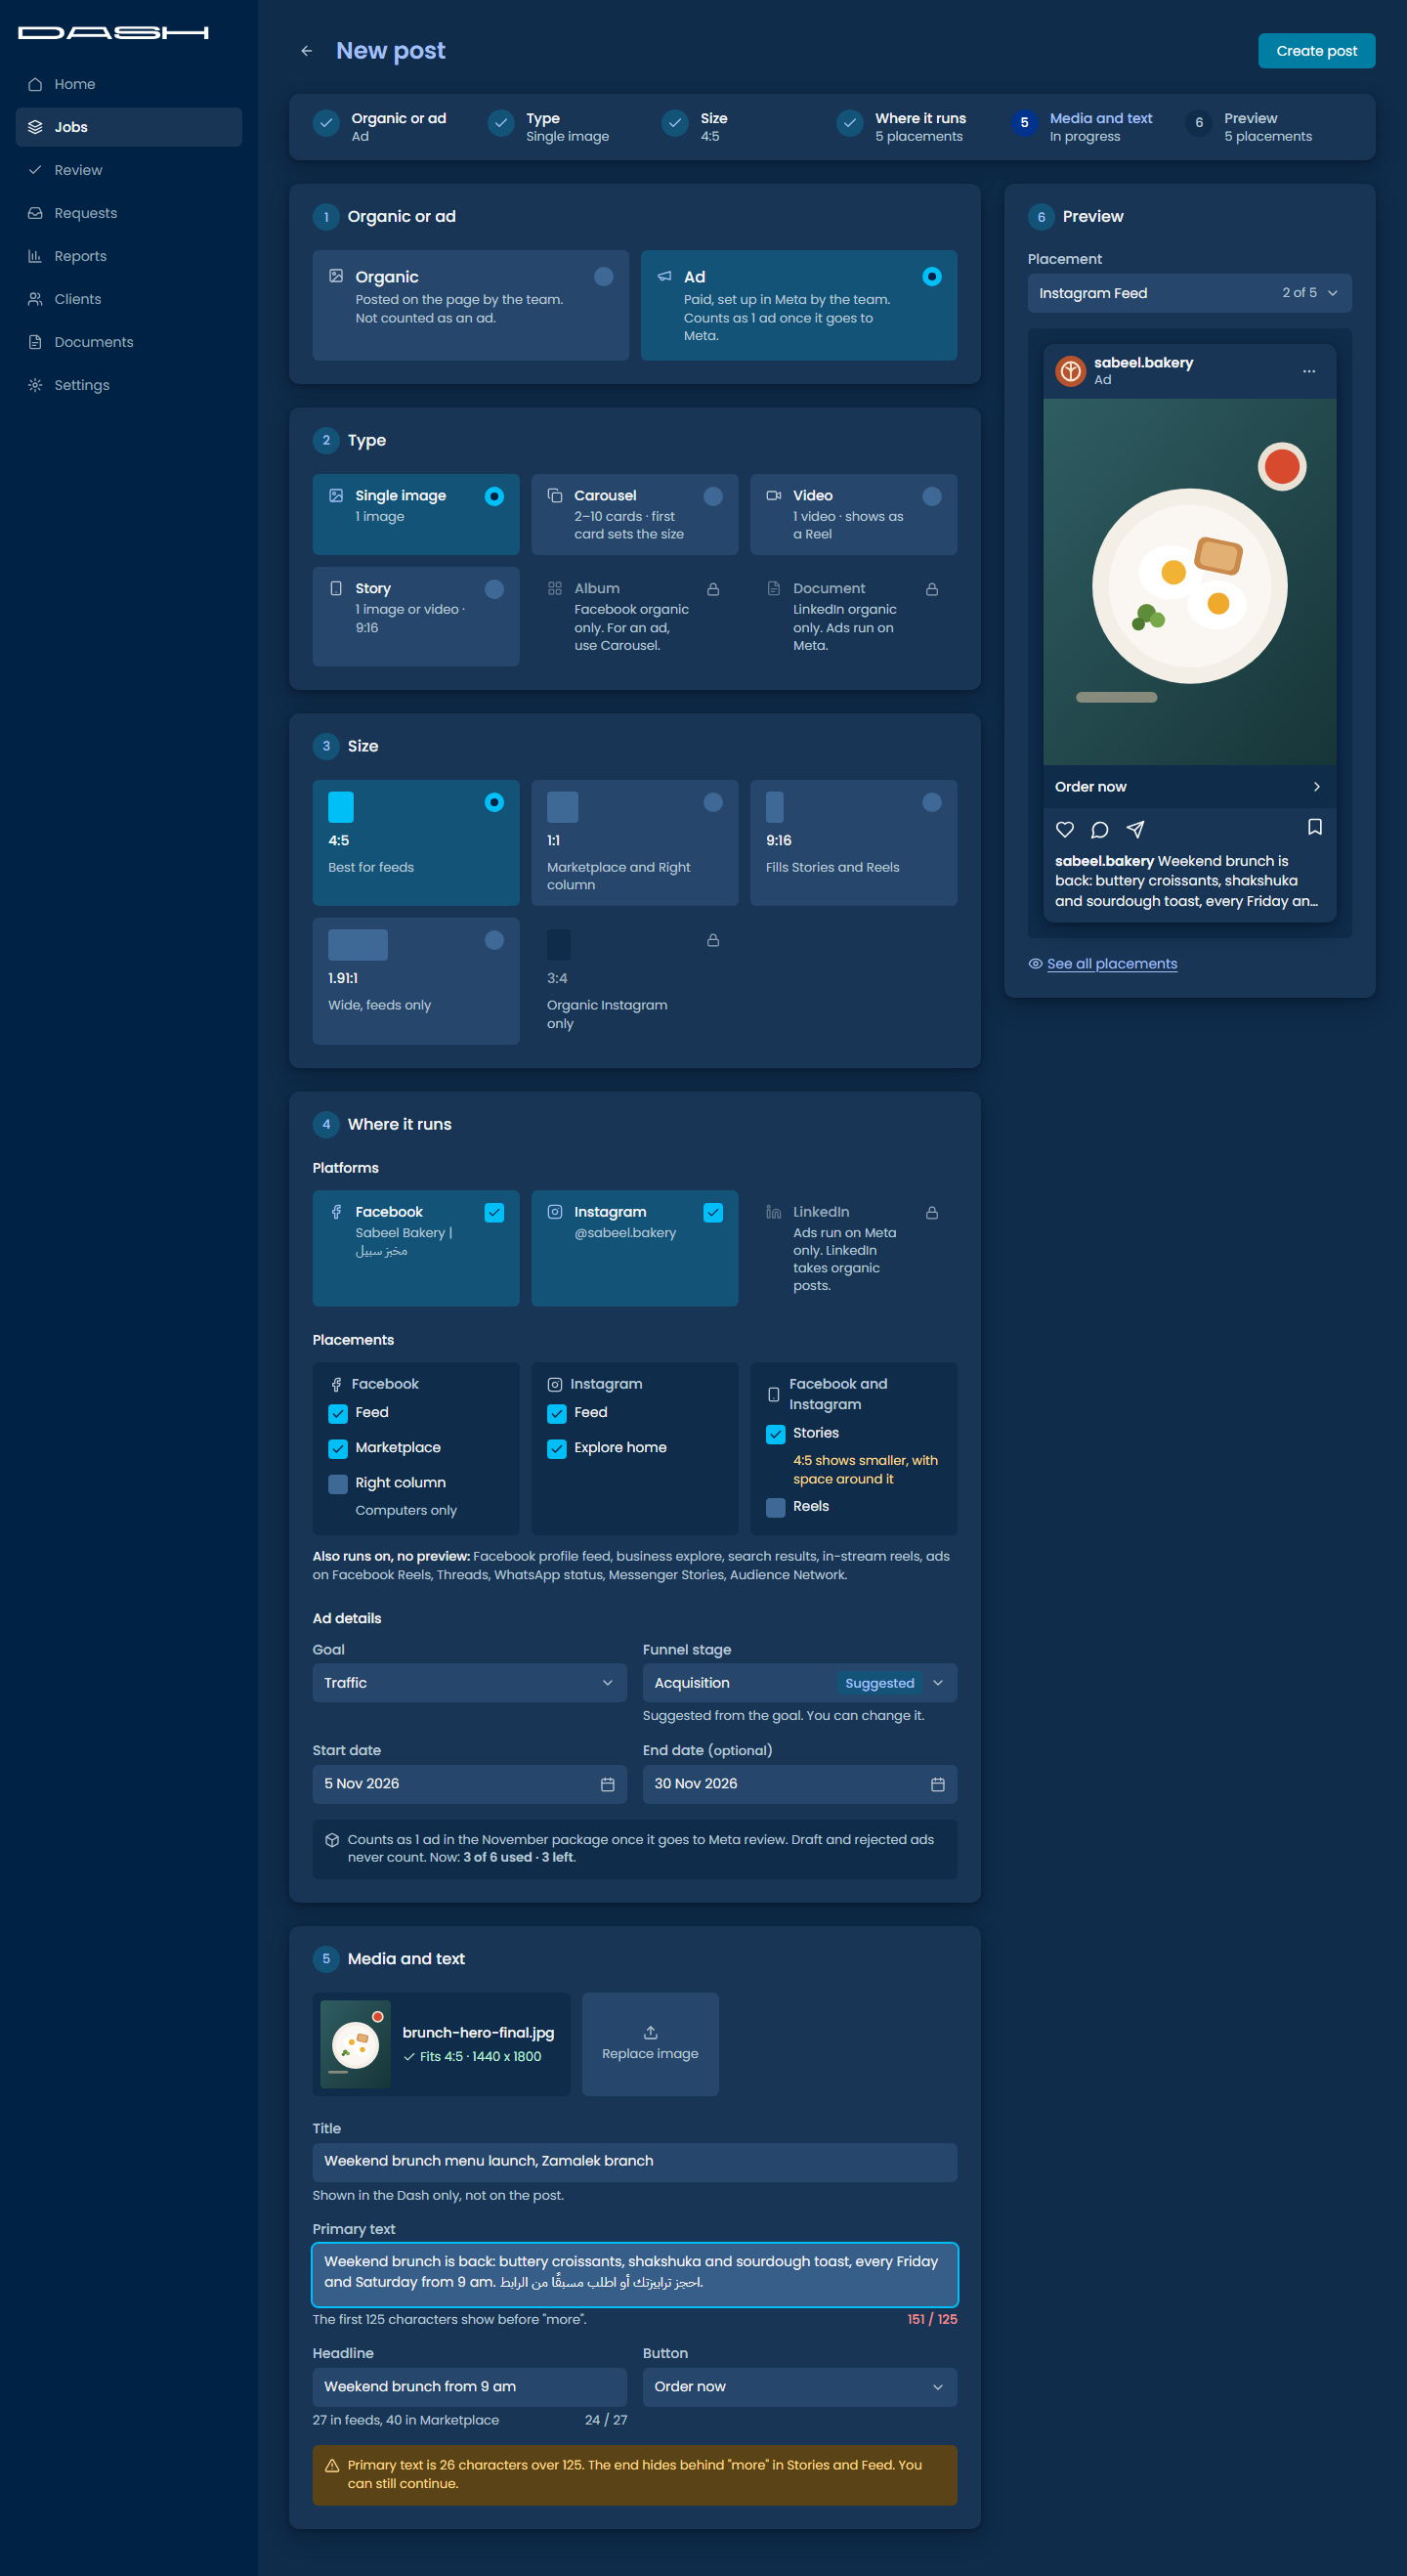 DASH
Home
Jobs
Review
Requests
Reports
Clients
Documents
Settings
New post
Create post
Organic or ad
Ad
Type
Single image
Size
4:5
Where it runs
5 placements
5
Media and text
In progress
6
Preview
5 placements
1
Organic or ad
Organic
Posted on the page by the team.
Not counted as an ad.
Ad
Paid, set up in Meta by the team.
Counts as 1 ad once it goes to
Meta.
2
Type
Single image
1 image
Carousel
2–10 cards · first
card sets the size
Video
1 video · shows as
a Reel
Story
1 image or video ·
9:16
Album
Facebook organic
only. For an ad,
use Carousel.
Document
LinkedIn organic
only. Ads run on
Meta.
3
Size
4:5
Best for feeds
1:1
Marketplace and Right
column
9:16
Fills Stories and Reels
1.91:1
Wide, feeds only
3:4
Organic Instagram
only
4
Where it runs
Platforms
Facebook
Sabeel Bakery |
مخبز سبيل
Instagram
@sabeel.bakery
LinkedIn
Ads run on Meta
only. LinkedIn
takes organic
posts.
Placements
Facebook
Feed
Marketplace
Right column
Computers only
Instagram
Feed
Explore home
Facebook and
Instagram
Stories
4:5 shows smaller, with
space around it
Reels
Also runs on, no preview: Facebook profile feed, business explore, search results, in-stream reels, ads
on Facebook Reels, Threads, WhatsApp status, Messenger Stories, Audience Network.
Ad details
Goal
Traffic
Funnel stage
Acquisition
Suggested
Suggested from the goal. You can change it.
Start date
5 Nov 2026
End date (optional)
30 Nov 2026
Counts as 1 ad in the November package once it goes to Meta review. Draft and rejected ads
never count. Now: 3 of 6 used · 3 left.
5
Media and text
brunch-hero-final.jpg
Fits 4:5 · 1440 x 1800
Replace image
Title
Weekend brunch menu launch, Zamalek branch
Shown in the Dash only, not on the post.
Primary text
Weekend brunch is back: buttery croissants, shakshuka and sourdough toast, every Friday
and Saturday from 9 am. احجز ترابيزتك أو اطلب مسبقًا من الرابط.
The first 125 characters show before "more".
151 / 125
Headline
Weekend brunch from 9 am
27 in feeds, 40 in Marketplace
24 / 27
Button
Order now
Primary text is 26 characters over 125. The end hides behind "more" in Stories and Feed. You
can still continue.
6
Preview
Placement
Instagram Feed
2 of 5
sabeel.bakery
Ad
Order now
sabeel.bakery Weekend brunch is
back: buttery croissants, shakshuka
and sourdough toast, every Friday an...
See all placements